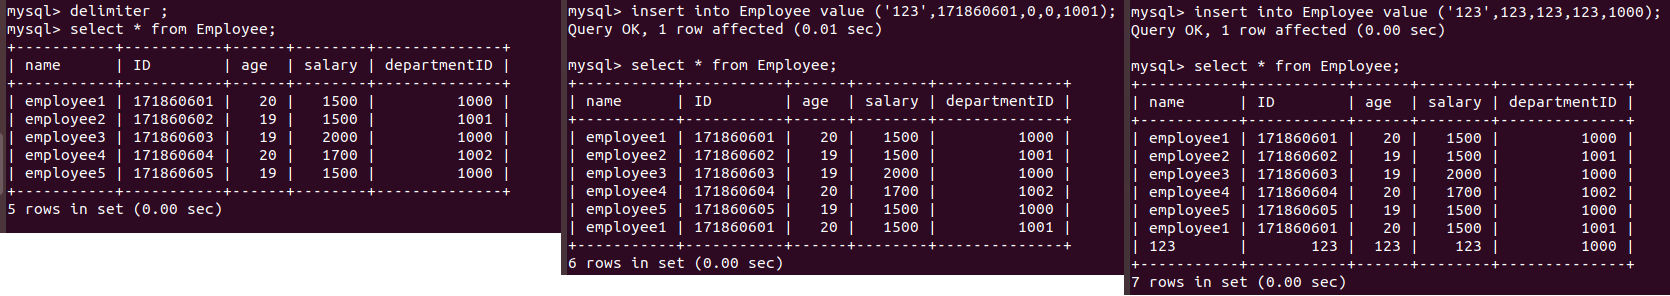 mysql> delimiter ;
mysql> select * from Employee;
+-----------+-----------+------+--------+--------------+
| name      | ID        | age  | salary | departmentID |
+-----------+-----------+------+--------+--------------+
| employee1 | 171860601 |   20 |   1500 |         1000 |
| employee2 | 171860602 |   19 |   1500 |         1001 |
| employee3 | 171860603 |   19 |   2000 |         1000 |
| employee4 | 171860604 |   20 |   1700 |         1002 |
| employee5 | 171860605 |   19 |   1500 |         1000 |
+-----------+-----------+------+--------+--------------+
5 rows in set (0.00 sec)
mysql> insert into Employee value ('123',171860601,0,0,1001);
Query OK, 1 row affected (0.01 sec)
mysql> select * from Employee;
+-----------+-----------+------+--------+--------------+
| name      | ID        | age  | salary | departmentID |
+-----------+-----------+------+--------+--------------+
| employee1 | 171860601 |   20 |   1500 |         1000 |
| employee2 | 171860602 |   19 |   1500 |         1001 |
| employee3 | 171860603 |   19 |   2000 |         1000 |
| employee4 | 171860604 |   20 |   1700 |         1002 |
| employee5 | 171860605 |   19 |   1500 |         1000 |
| employee1 | 171860601 |   20 |   1500 |         1001 |
+-----------+-----------+------+--------+--------------+
6 rows in set (0.00 sec)
mysql> insert into Employee value ('123',123,123,123,1000);
Query OK, 1 row affected (0.00 sec)
mysql> select * from Employee;
+-----------+-----------+------+--------+--------------+
| name      | ID        | age  | salary | departmentID |
+-----------+-----------+------+--------+--------------+
| employee1 | 171860601 |   20 |   1500 |         1000 |
| employee2 | 171860602 |   19 |   1500 |         1001 |
| employee3 | 171860603 |   19 |   2000 |         1000 |
| employee4 | 171860604 |   20 |   1700 |         1002 |
| employee5 | 171860605 |   19 |   1500 |         1000 |
| employee1 | 171860601 |   20 |   1500 |         1001 |
| 123       |       123 |  123 |    123 |         1000 |
+-----------+-----------+------+--------+--------------+
7 rows in set (0.00 sec)